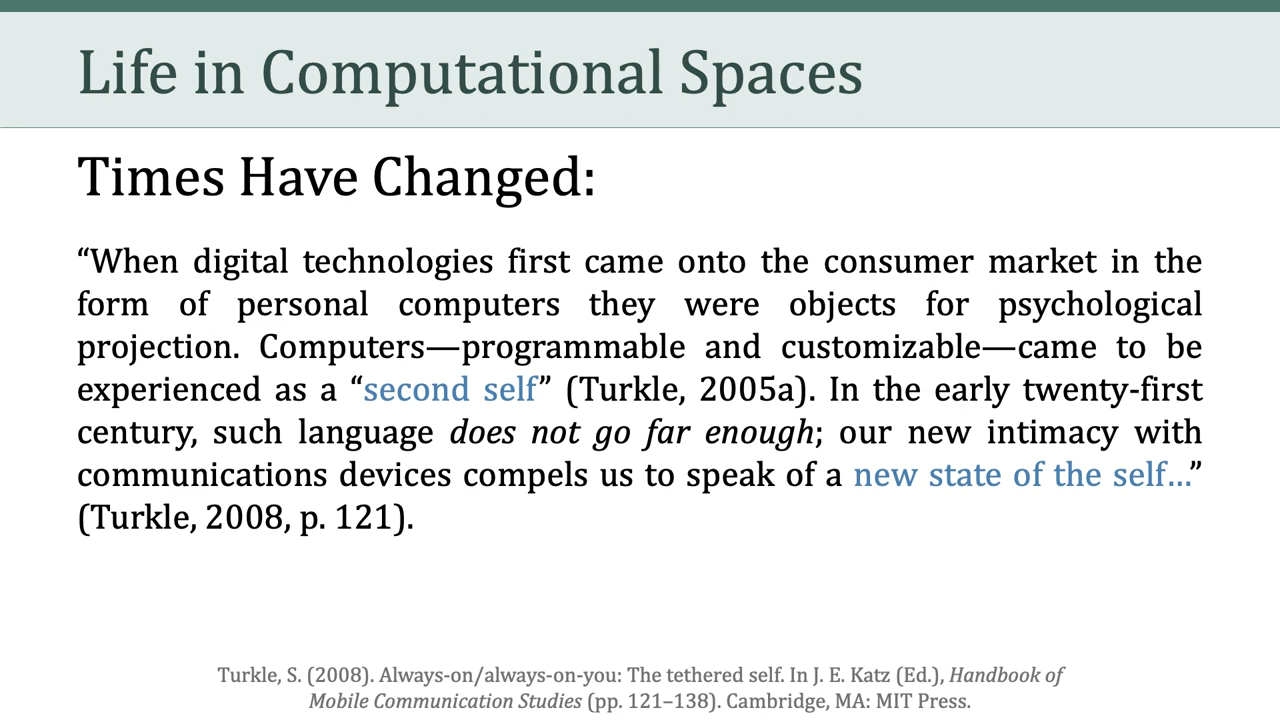 Life in Computational Spaces
Times Have Changed:
“When digital technologies first came onto the consumer market in the
form of personal computers they were objects for psychological
projection. Computers—programmable and customizable—came to be
experienced as a “second self” (Turkle, 2005a). In the early twenty-first
century, such language does not go far enough; our new intimacy with
communications devices compels us to speak of a new state of the self…”
(Turkle, 2008, p. 121).
Turkle, S. (2008). Always-on/always-on-you: The tethered self. In J. E. Katz (Ed.), Handbook of
Mobile Communication Studies (pp. 121–138). Cambridge, MA: MIT Press.